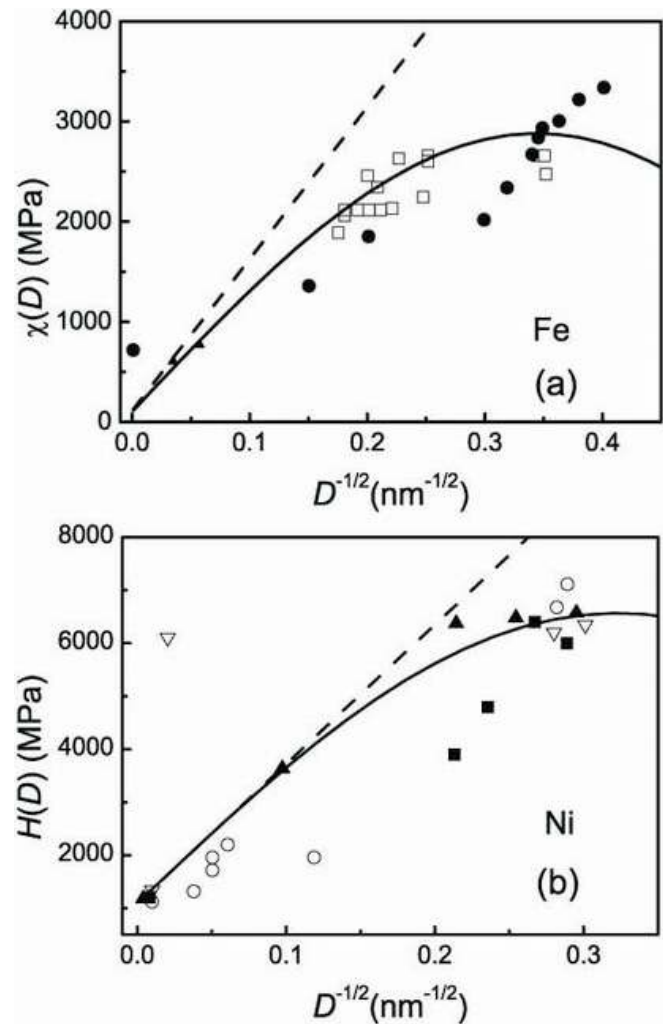 4000
3000
2000
1000
0
χ(D) (MPa)
Fe
(a)
0.0 0.1 0.2 0.3 0.4
D^-1/2(nm^-1/2)
8000
6000
4000
2000
H(D) (MPa)
Ni
(b)
0.0 0.1 0.2 0.3
D^-1/2(nm^-1/2)